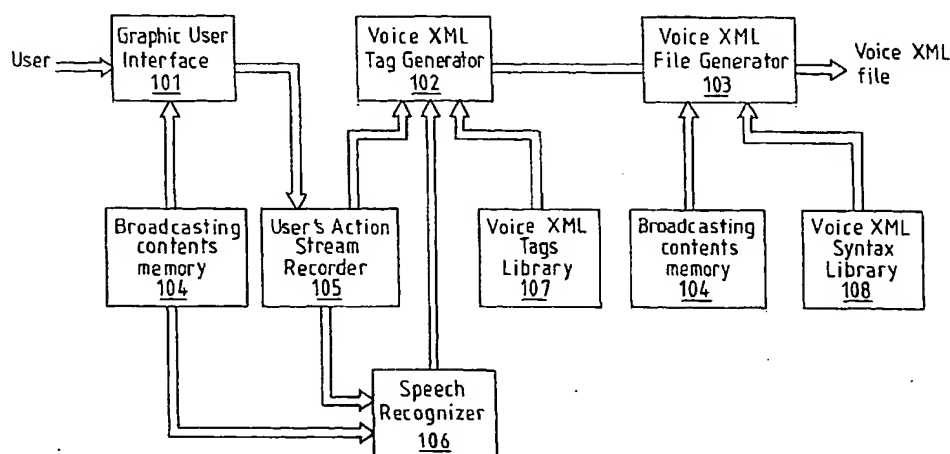 User
Graphic User
Interface
101
Voice XML
Tag Generator
102
Voice XML
File Generator
103
Voice XML
file
Broadcasting
contents
memory
104
User's Action
Stream
Recorder
105
Voice XML
Tags
Library
107
Broadcasting
contents
memory
104
Voice XML
Syntax
Library
108
Speech
Recognizer
106